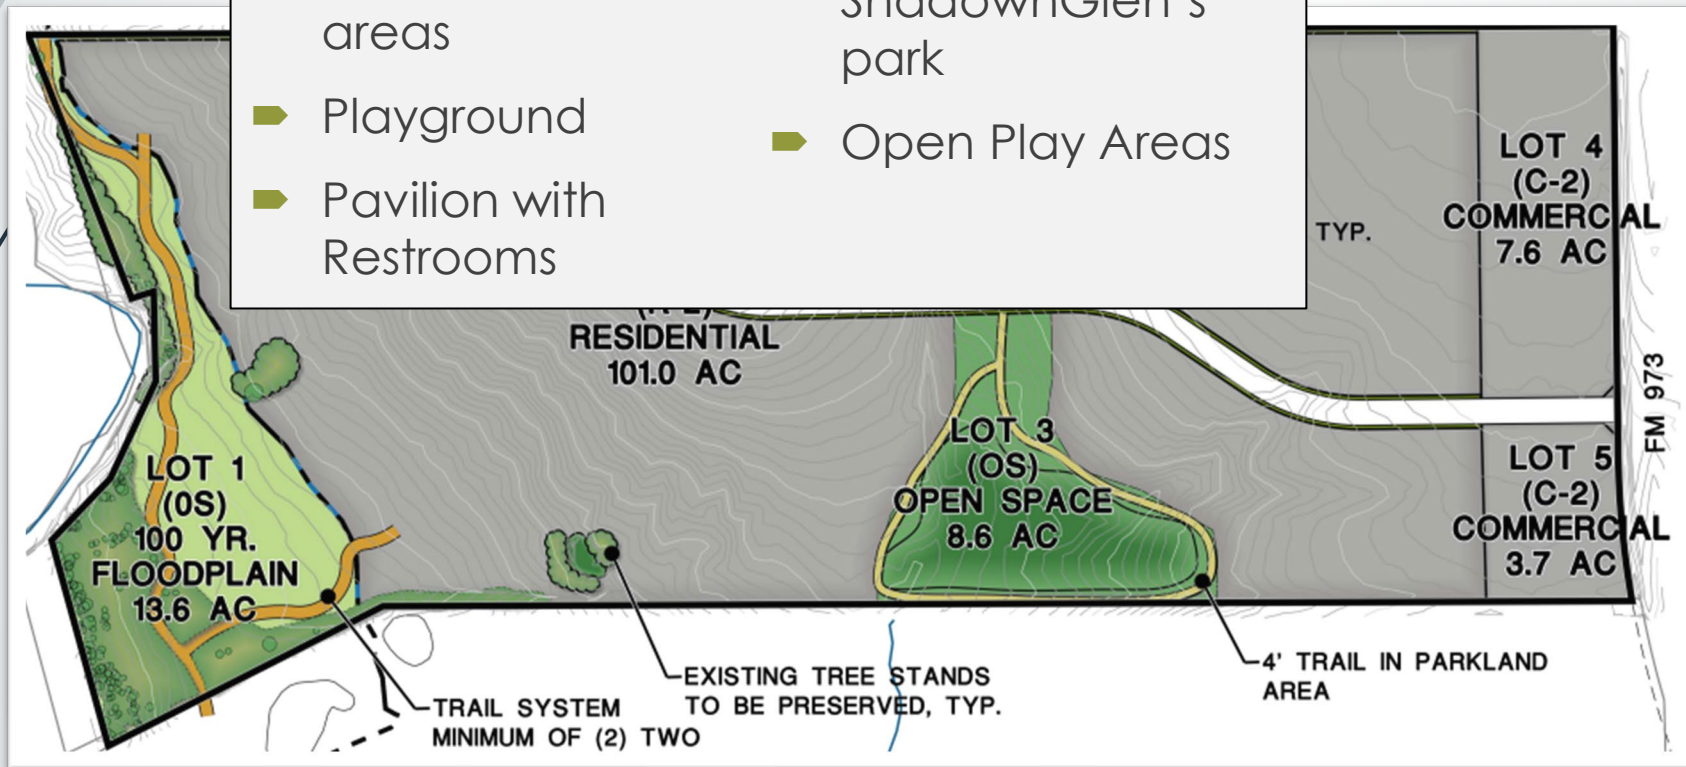 areas
Playground
Pavilion with
Restrooms
ShadownGlen's
park
Open Play Areas
TYP.
LOT 4
(C-2)
COMMERCIAL
7.6 AC
RESIDENTIAL
101.0 AC
LOT 1
(0S)
100 YR.
FLOODPLAIN
13.6 AC
LOT 3
(OS)
OPEN SPACE
8.6 AC
LOT 5
(C-2)
COMMERCIAL
3.7 AC
FM 973
TRAIL SYSTEM
MINIMUM OF (2) TWO
EXISTING TREE STANDS
TO BE PRESERVED, TYP.
4' TRAIL IN PARKLAND
AREA